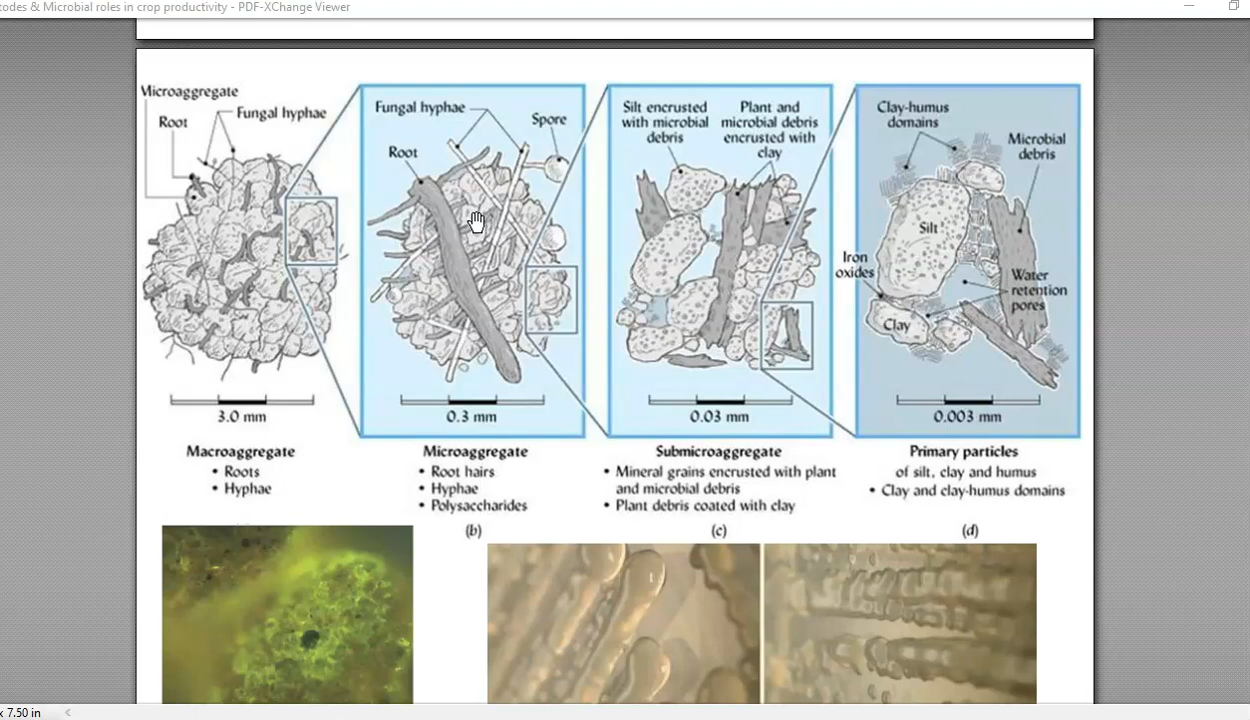 todes & Microbial roles in crop productivity - PDF-XChange Viewer
Microaggregate
Root
Fungal hyphae
3.0 mm
Macroaggregate
• Roots
• Hyphae
Fungal hyphae
Spore
Root
0.3 mm
Microaggregate
• Root hairs
• Hyphae
• Polysaccharides
(b)
Silt encrusted
with microbial
debris
Plant and
microbial debris
encrusted with
clay
0.03 mm
Submicroaggregate
• Mineral grains encrusted with plant
and microbial debris
• Plant debris coated with clay
(c)
Clay-humus
domains
Microbial
debris
Silt
Iron
oxides
Water
retention
pores
Clay
0.003 mm
Primary particles
of silt, clay and humus
• Clay and clay-humus domains
(d)
x 7.50 in